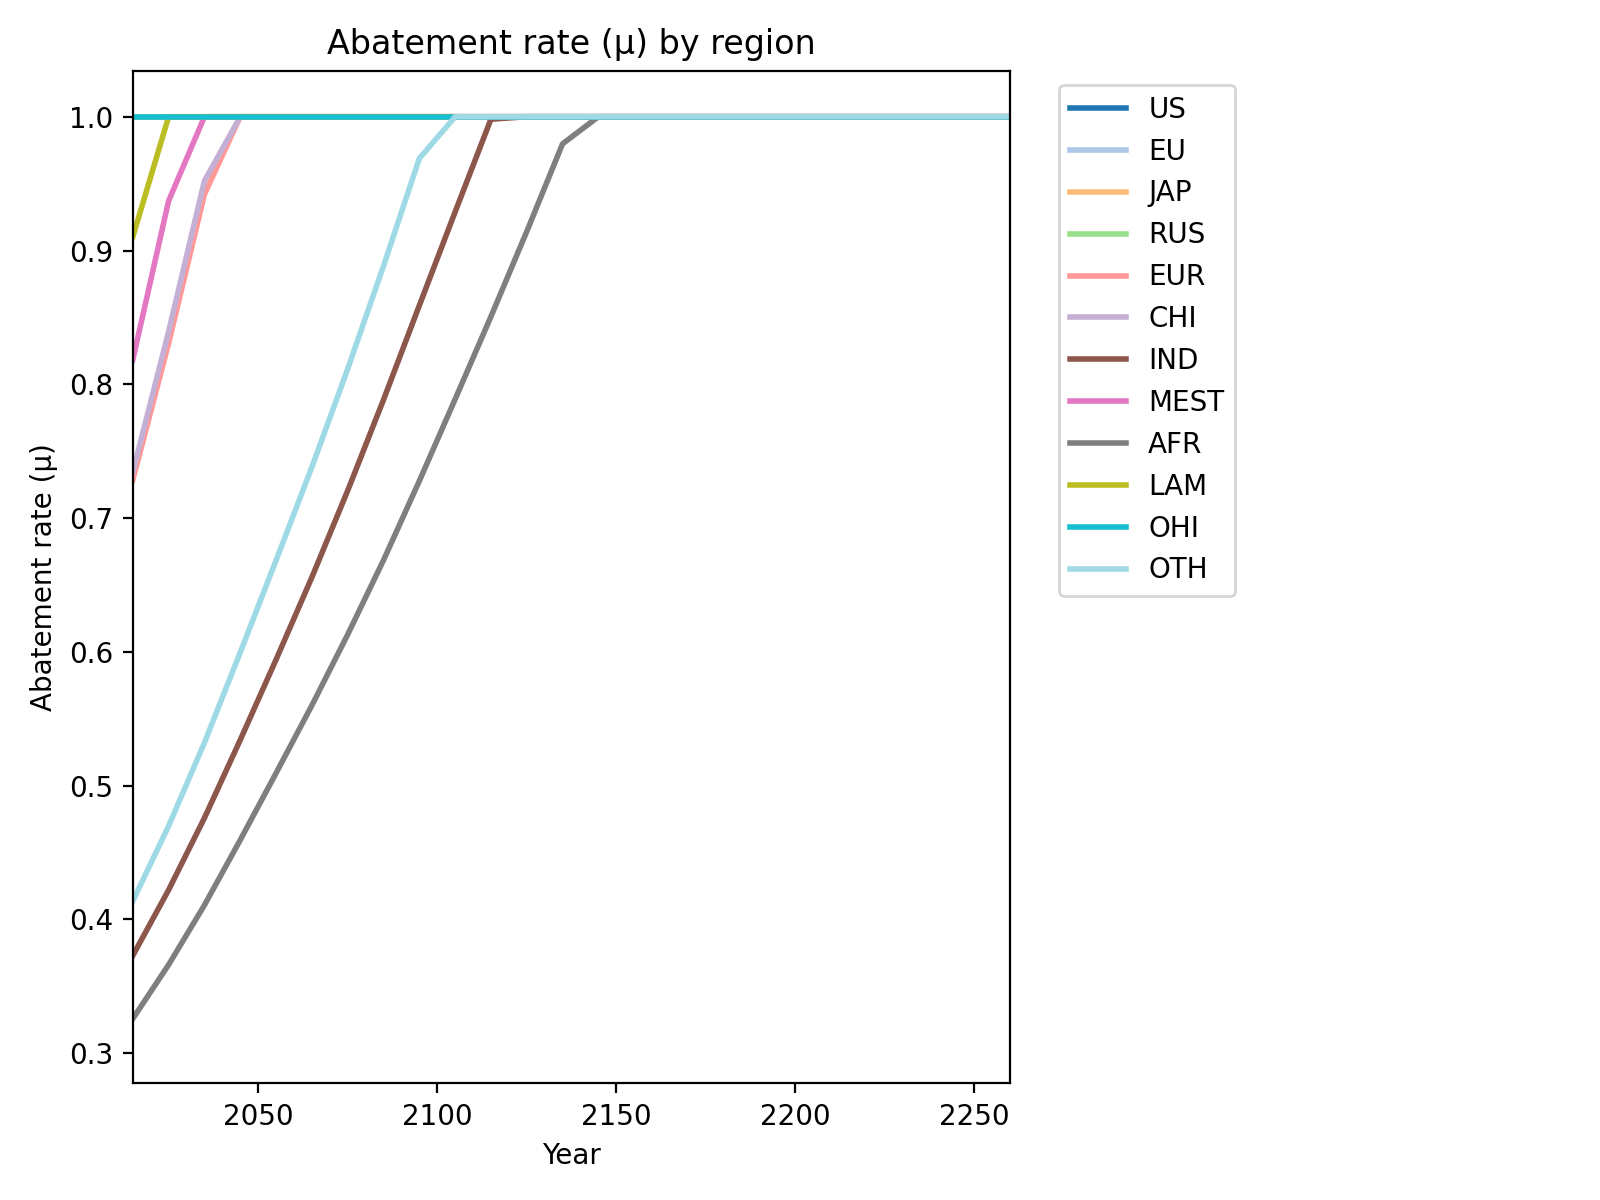 Abatement rate (μ) by region
Abatement rate (μ)
1.0
0.9
0.8
0.7
0.6
0.5
0.4
0.3
2050
2100
2150
2200
2250
Year
US
EU
JAP
RUS
EUR
CHI
IND
MEST
AFR
LAM
OHI
OTH